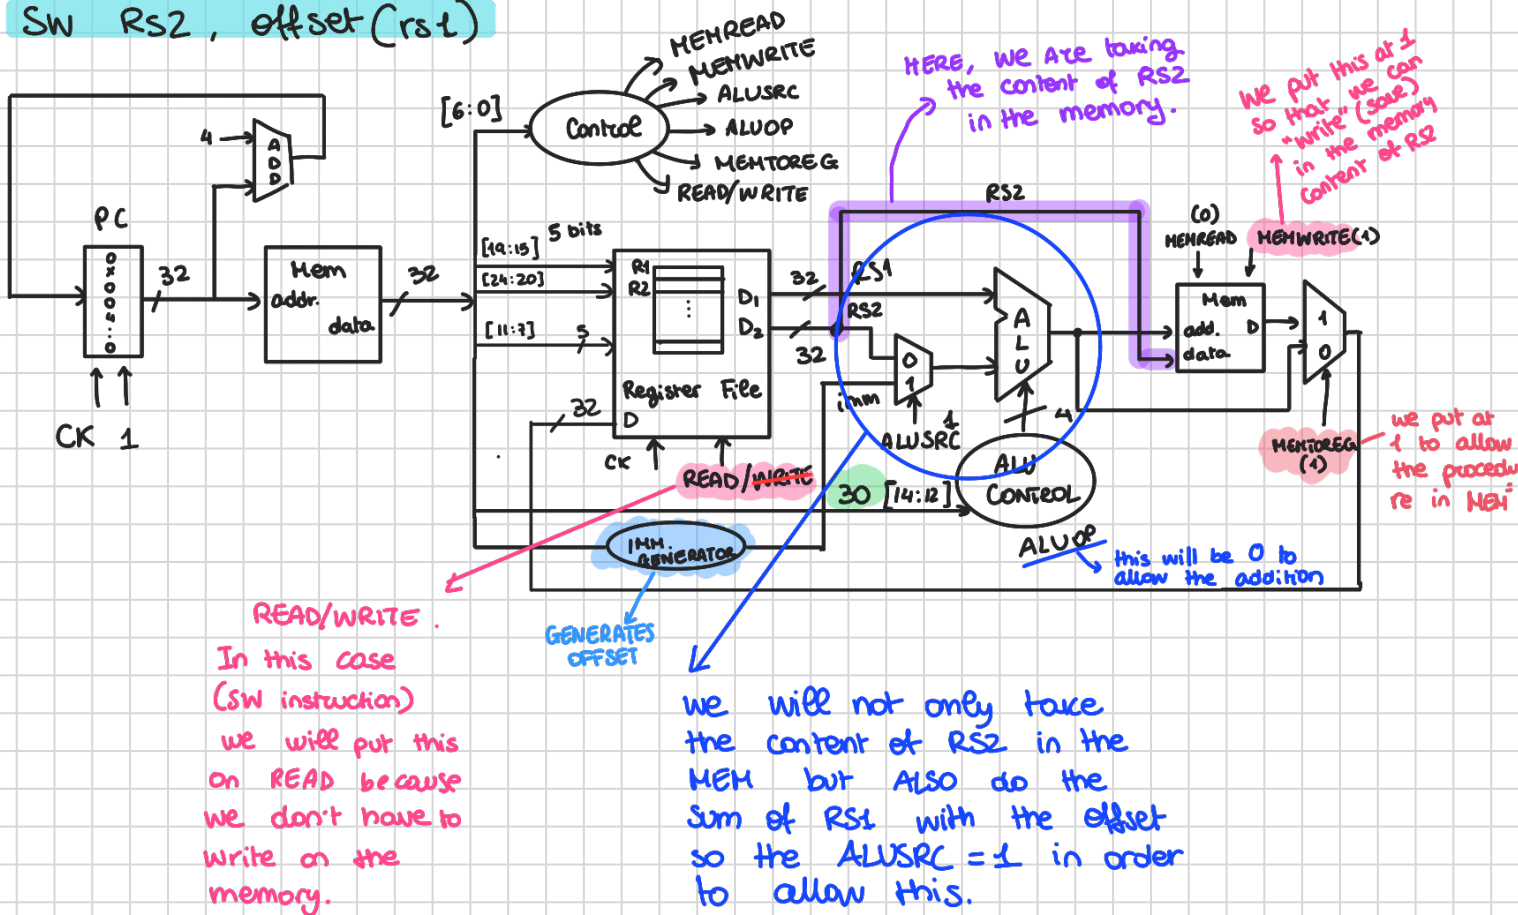 SW RS2, offset(rs1)
MEMREAD
MEMWRITE
ALUSRC
ALUOP
MEMTOREG
READ/WRITE
Control
[6:0]
HERE, WE ARE taking
the content of RS2
in the memory.
we put this at 1
so that we can
"write" (save)
in the memory
content of RS2
4
ADD
PC
0x004...0
32
CK 1
Mem
addr.
data
32
[19:15]
5 bits
[24:20]
[11:7]
5
32
R1
R2
D1
D2
Register File
D
CK
READ/WRITE
32
RS1
RS2
32
RS2
0
1
imm
ALUSRC
1
ALU
4
ALU
CONTROL
ALUOP
this will be 0 to
allow the addition
30
[14:12]
IMM.
GENERATOR
GENERATES
OFFSET
(0)
MEMREAD
MEMWRITE(1)
Mem
add.
D
data
1
0
MEMTOREG
(1)
we put at
1 to allow
the procedu
re in MEM
READ/WRITE.
In this case
(SW instruction)
we will put this
on READ because
we don't have to
write on the
memory.
we will not only take
the content of RS2 in the
MEM but ALSO do the
sum of RS1 with the offset
so the ALUSRC = 1 in order
to allow this.